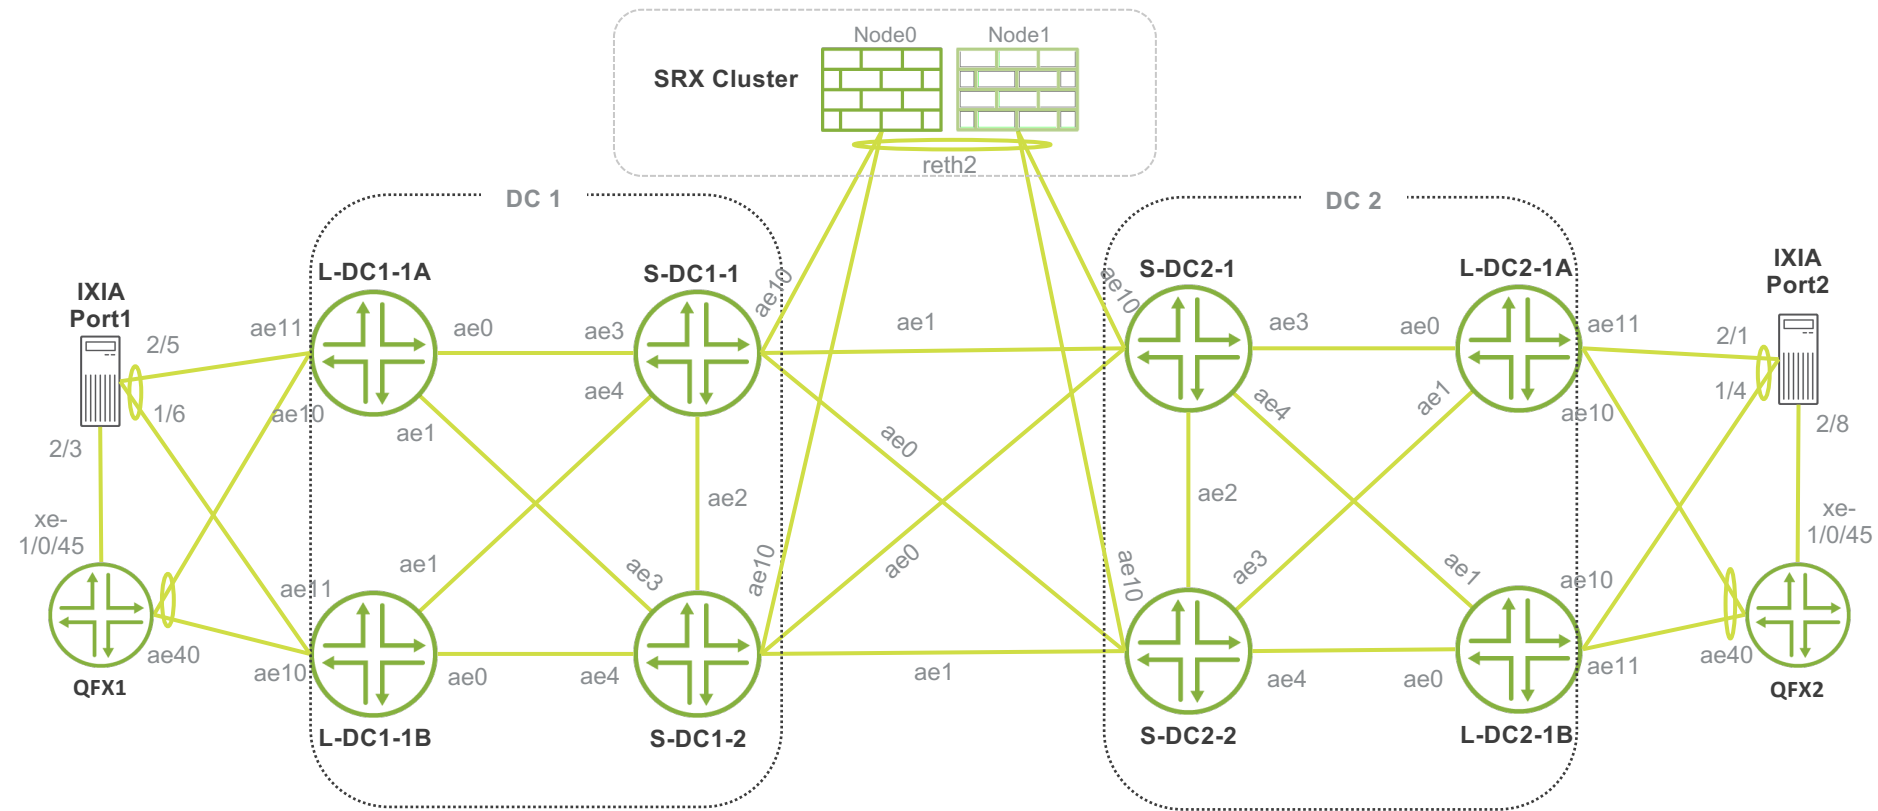 Node0
Node1
SRX Cluster
reth2
DC 1
DC 2
L-DC1-1A
S-DC1-1
S-DC2-1
L-DC2-1A
IXIA
Port1
IXIA
Port2
ae10
ae10
2/5
ae11
ae0
ae3
ae1
ae3
ae0
ae11
2/1
1/6
ae10
ae4
ae4
ae1
1/4
ae10
2/3
ae1
ae0
2/8
ae2
ae2
xe-
1/0/45
xe-
1/0/45
ae1
ae3
ae10
ae0
ae10
ae3
ae1
ae11
ae10
ae40
ae10
ae0
ae4
ae1
ae4
ae0
ae11
ae40
QFX1
QFX2
L-DC1-1B
S-DC1-2
S-DC2-2
L-DC2-1B